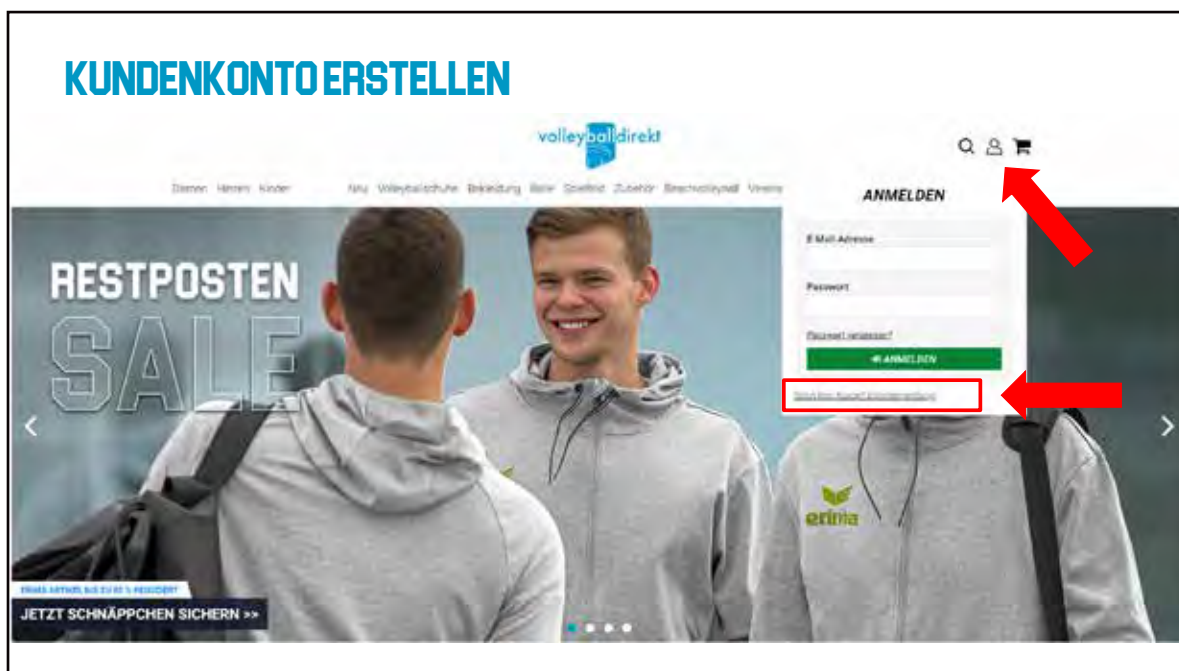 KUNDENKONTO ERSTELLEN
volleyballdirekt
Damen Herren Kinder Neu Volleyballschuhe Bekleidung Bälle Spielfeld Zubehör Beachvolleyball Vereine
ANMELDEN
E-Mail-Adresse
Passwort
Passwort vergessen?
ANMELDEN
RESTPOSTEN
SALE
erima
JETZT SCHNÄPPCHEN SICHERN >>